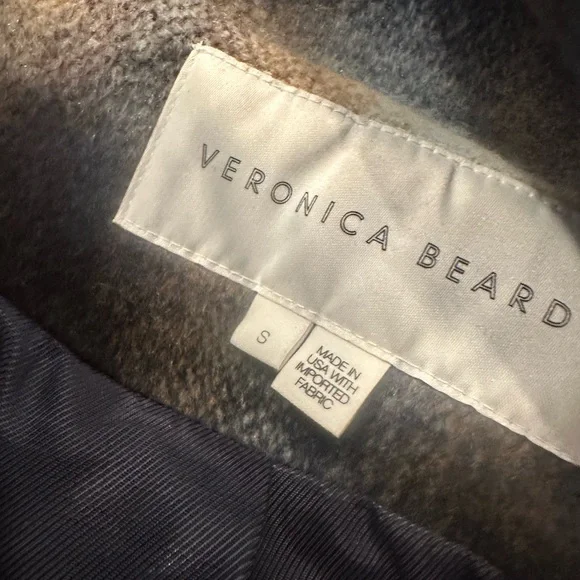 VERONICA BEARD
S
MADE IN
USA WITH
IMPORTED
FABRIC